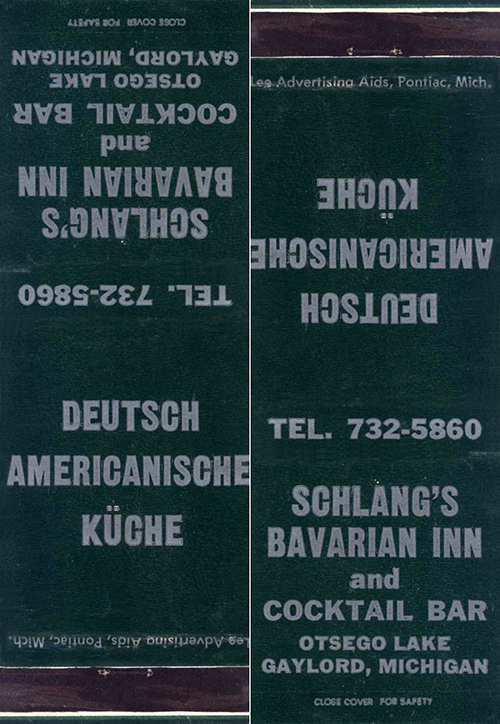 CLOSE COVER FOR SAFETY
GAYLORD, MICHIGAN
OTSEGO LAKE
COCKTAIL BAR
and
BAVARIAN INN
SCHLANG'S
TEL. 732-5860
DEUTSCH
AMERICANISCHE
KÜCHE
Lee Advertising Aids, Pontiac, Mich.
Lee Advertising Aids, Pontiac, Mich.
KÜCHE
AMERICANISCHE
DEUTSCH
TEL. 732-5860
SCHLANG'S
BAVARIAN INN
and
COCKTAIL BAR
OTSEGO LAKE
GAYLORD, MICHIGAN
CLOSE COVER FOR SAFETY